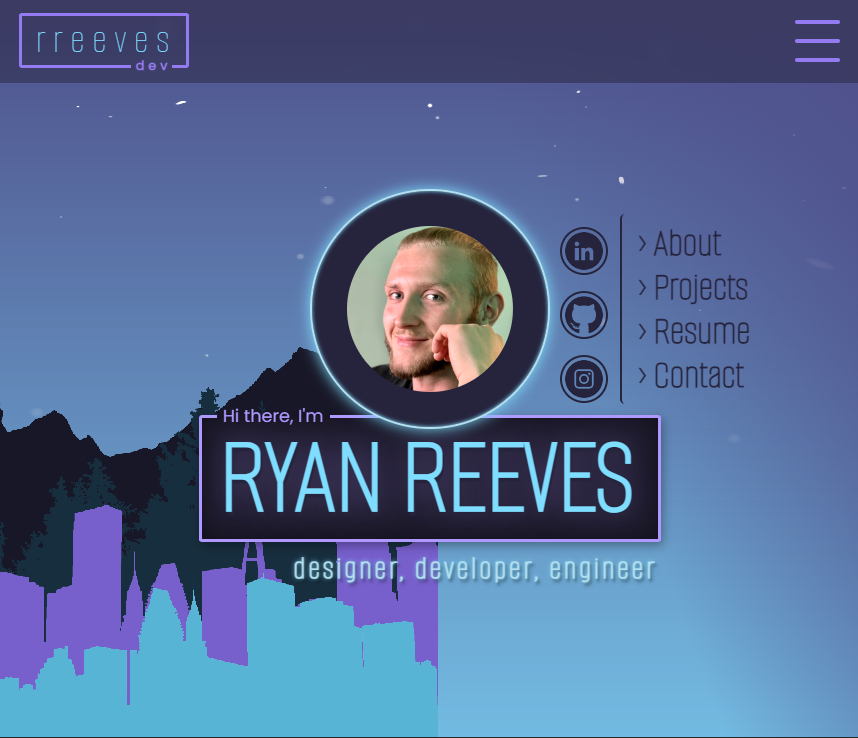 rreeves
dev
in
› About
› Projects
› Resume
› Contact
Hi there, I'm
RYAN REEVES
designer, developer, engineer